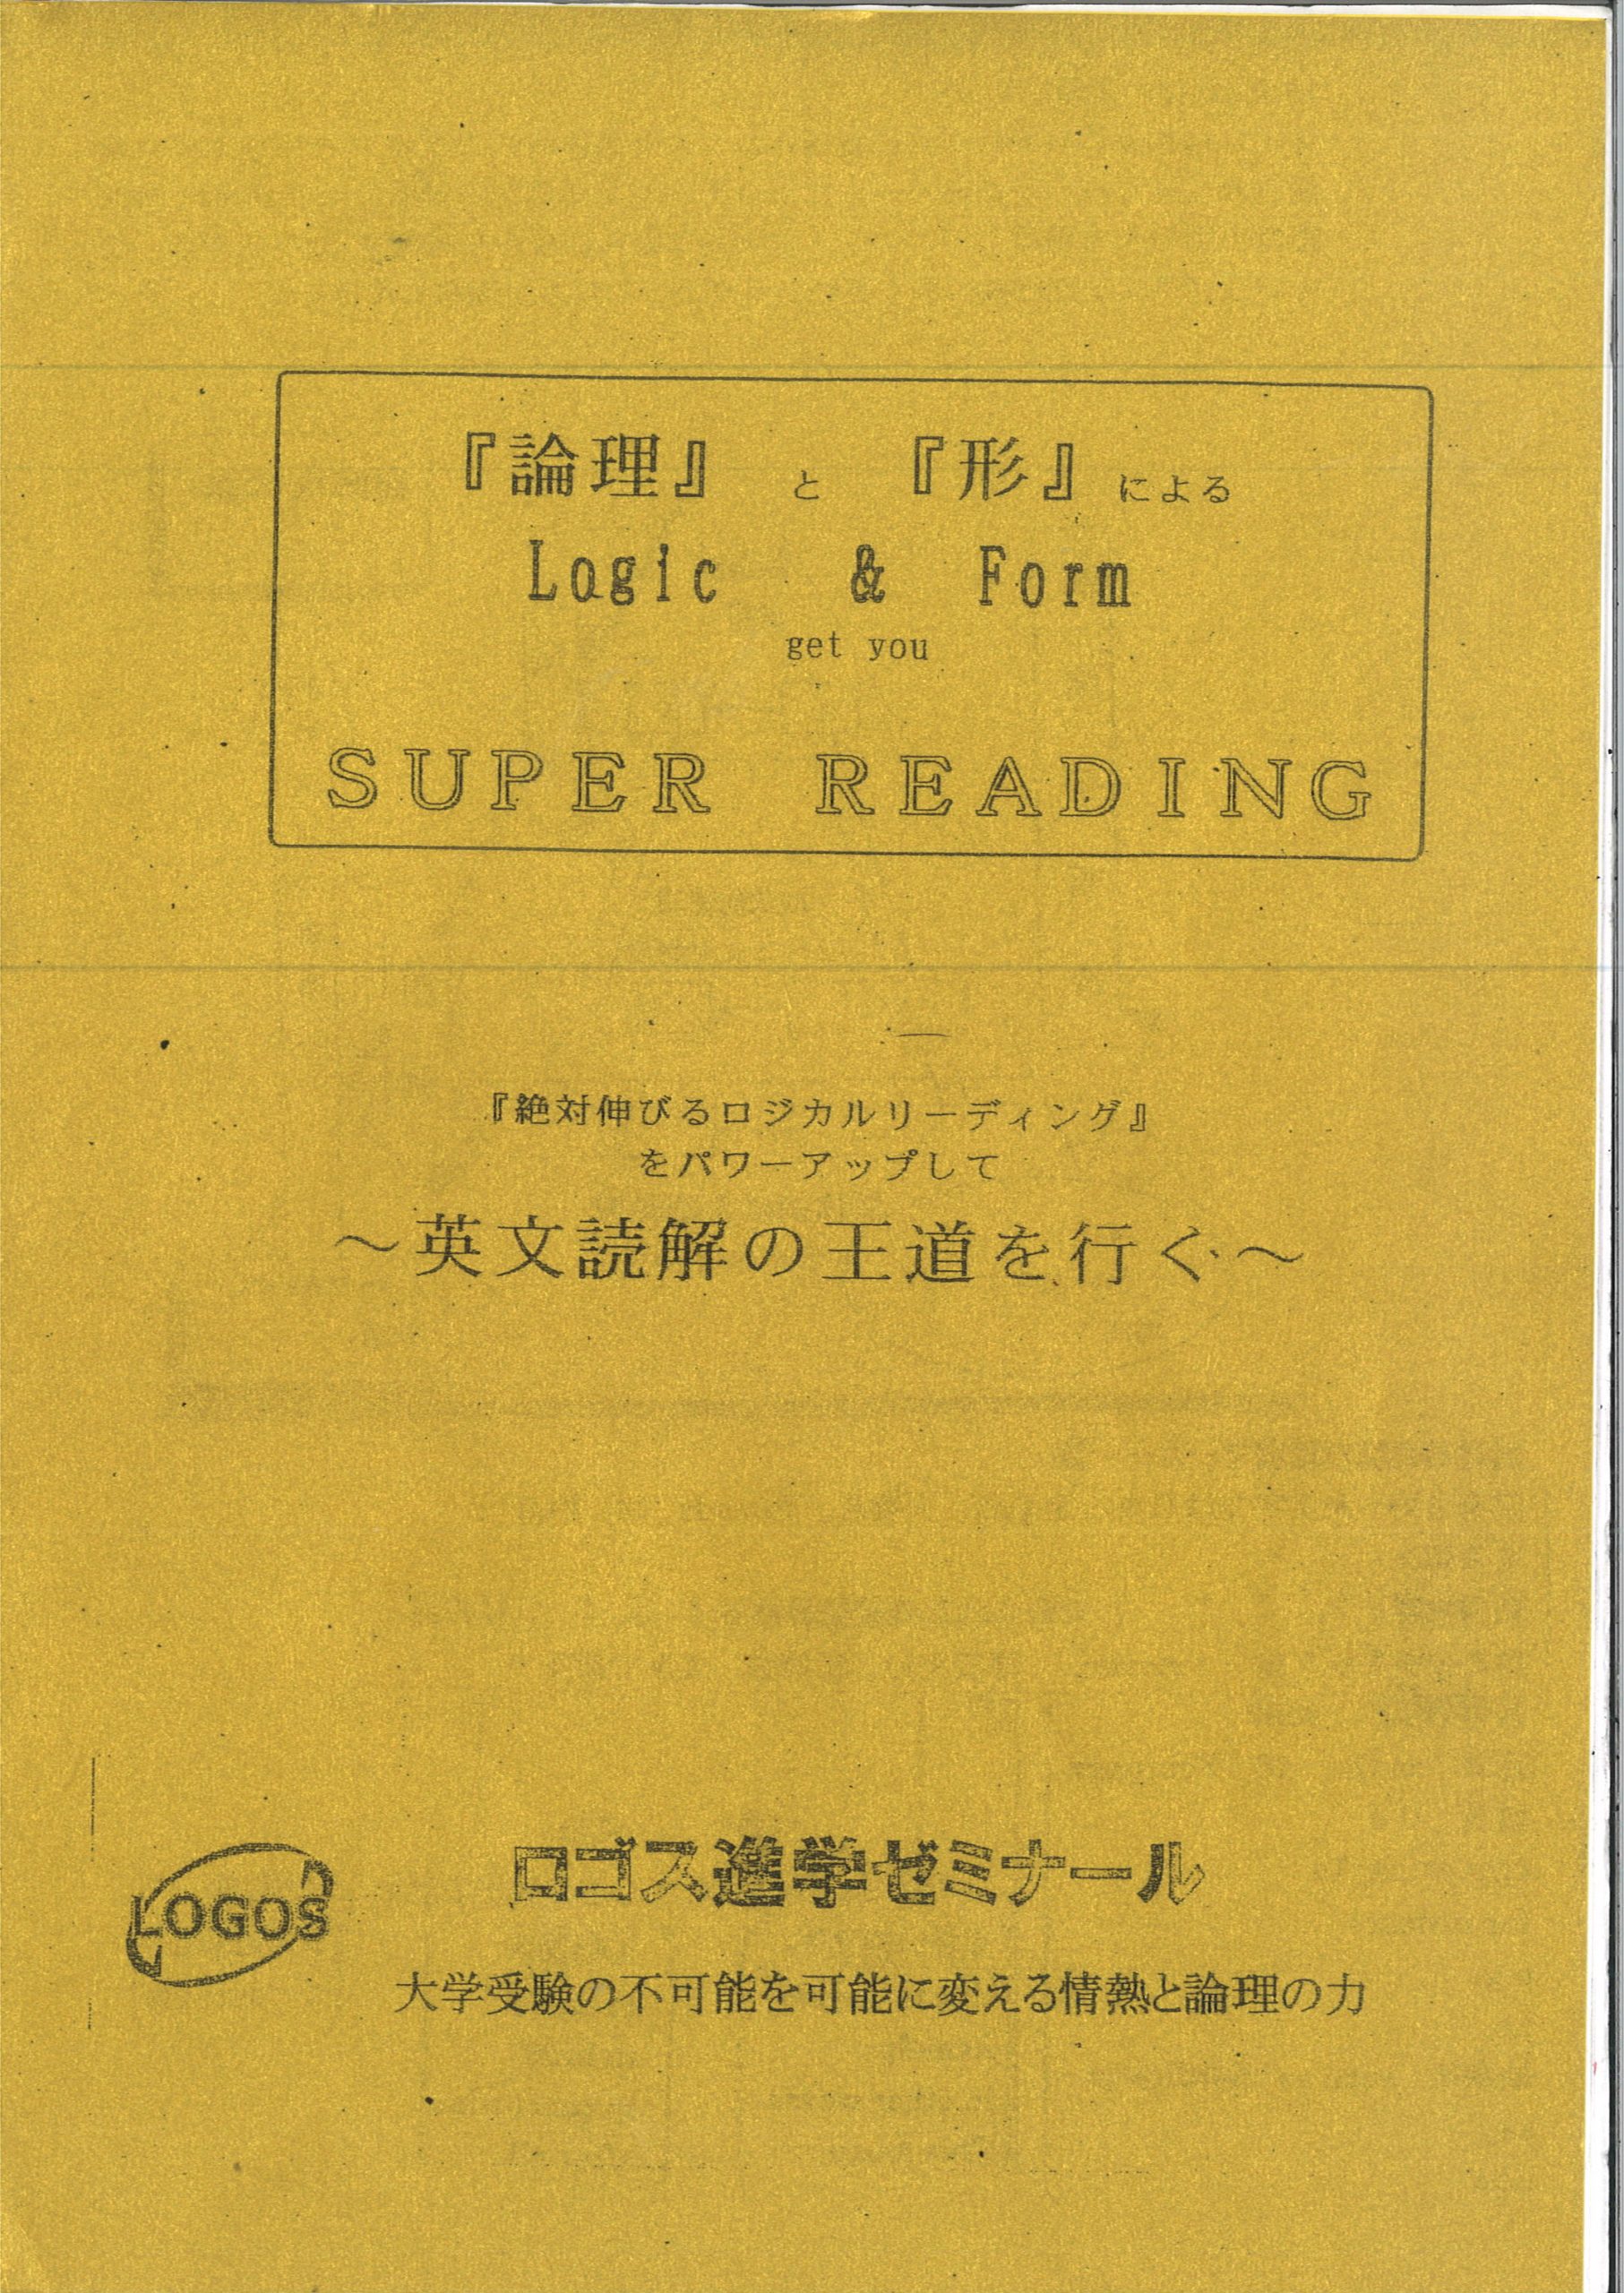 『論理』 と 『形』による
Logic & Form
get you
SUPER READING
『絶対伸びるロジカルリーディング』
をパワーアップして
～英文読解の王道を行く～
LOGOS
ロゴス進学ゼミナール
大学受験の不可能を可能に変える情熱と論理の力